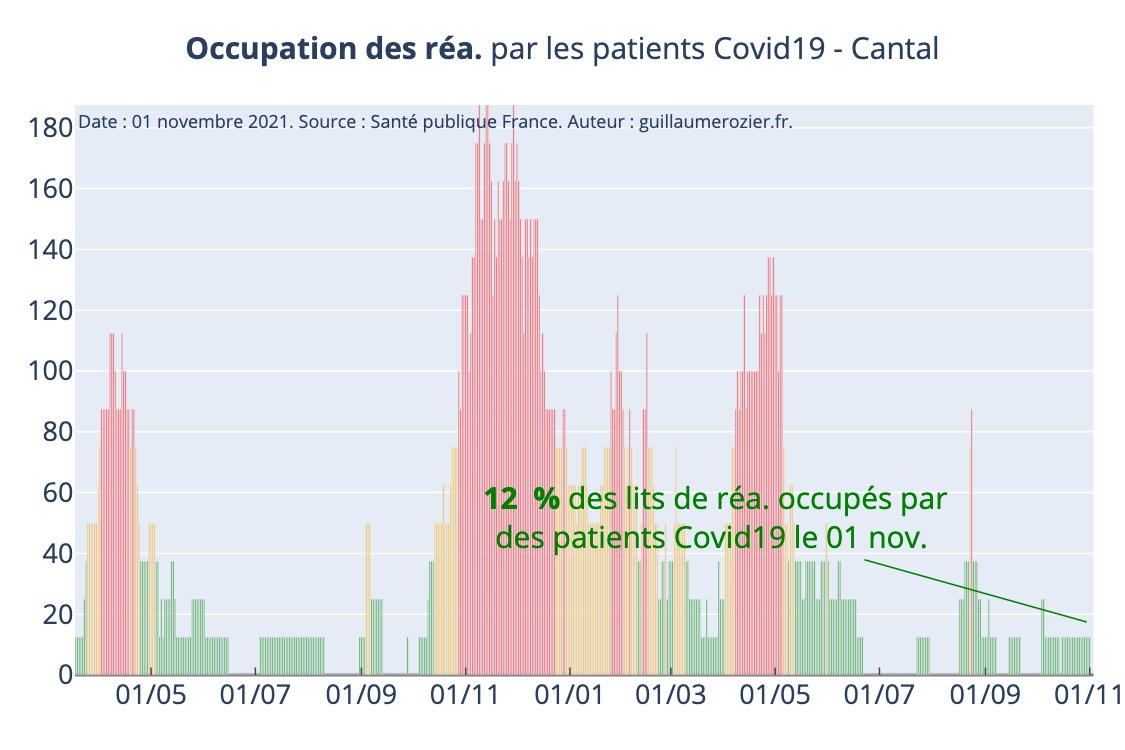 Occupation des réa. par les patients Covid19 - Cantal
Date : 01 novembre 2021. Source : Santé publique France. Auteur : guillaumerozier.fr.
180
160
140
120
100
80
60
40
20
0
12 % des lits de réa. occupés par
des patients Covid19 le 01 nov.
01/05 01/07 01/09 01/11 01/01 01/03 01/05 01/07 01/09 01/11